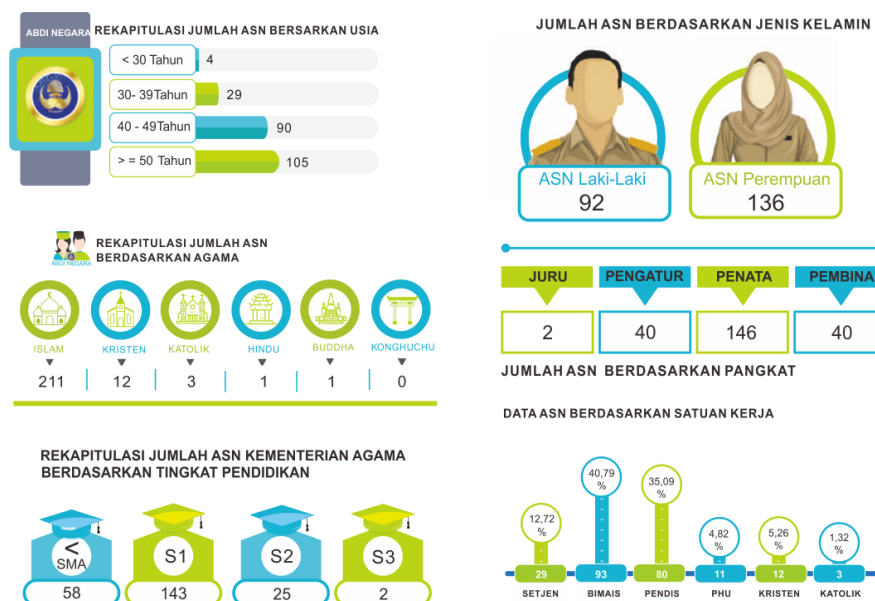 ABDI NEGARA
REKAPITULASI JUMLAH ASN BERSARKAN USIA
< 30 Tahun 4
30- 39Tahun 29
40 - 49Tahun 90
> = 50 Tahun 105
REKAPITULASI JUMLAH ASN
BERDASARKAN AGAMA
ABDI NEGARA
ISLAM KRISTEN KATOLIK HINDU BUDDHA KONGHUCHU
211 12 3 1 1 0
REKAPITULASI JUMLAH ASN KEMENTERIAN AGAMA
BERDASARKAN TINGKAT PENDIDIKAN
<
SMA S1 S2 S3
58 143 25 2
JUMLAH ASN BERDASARKAN JENIS KELAMIN
ASN Laki-Laki ASN Perempuan
92 136
JURU PENGATUR PENATA PEMBINA
2 40 146 40
JUMLAH ASN BERDASARKAN PANGKAT
DATA ASN BERDASARKAN SATUAN KERJA
12,72 % 40,79 % 35,09 % 4,82 % 5,26 % 1,32 %
29 93 80 11 12 3
SETJEN BIMAIS PENDIS PHU KRISTEN KATOLIK